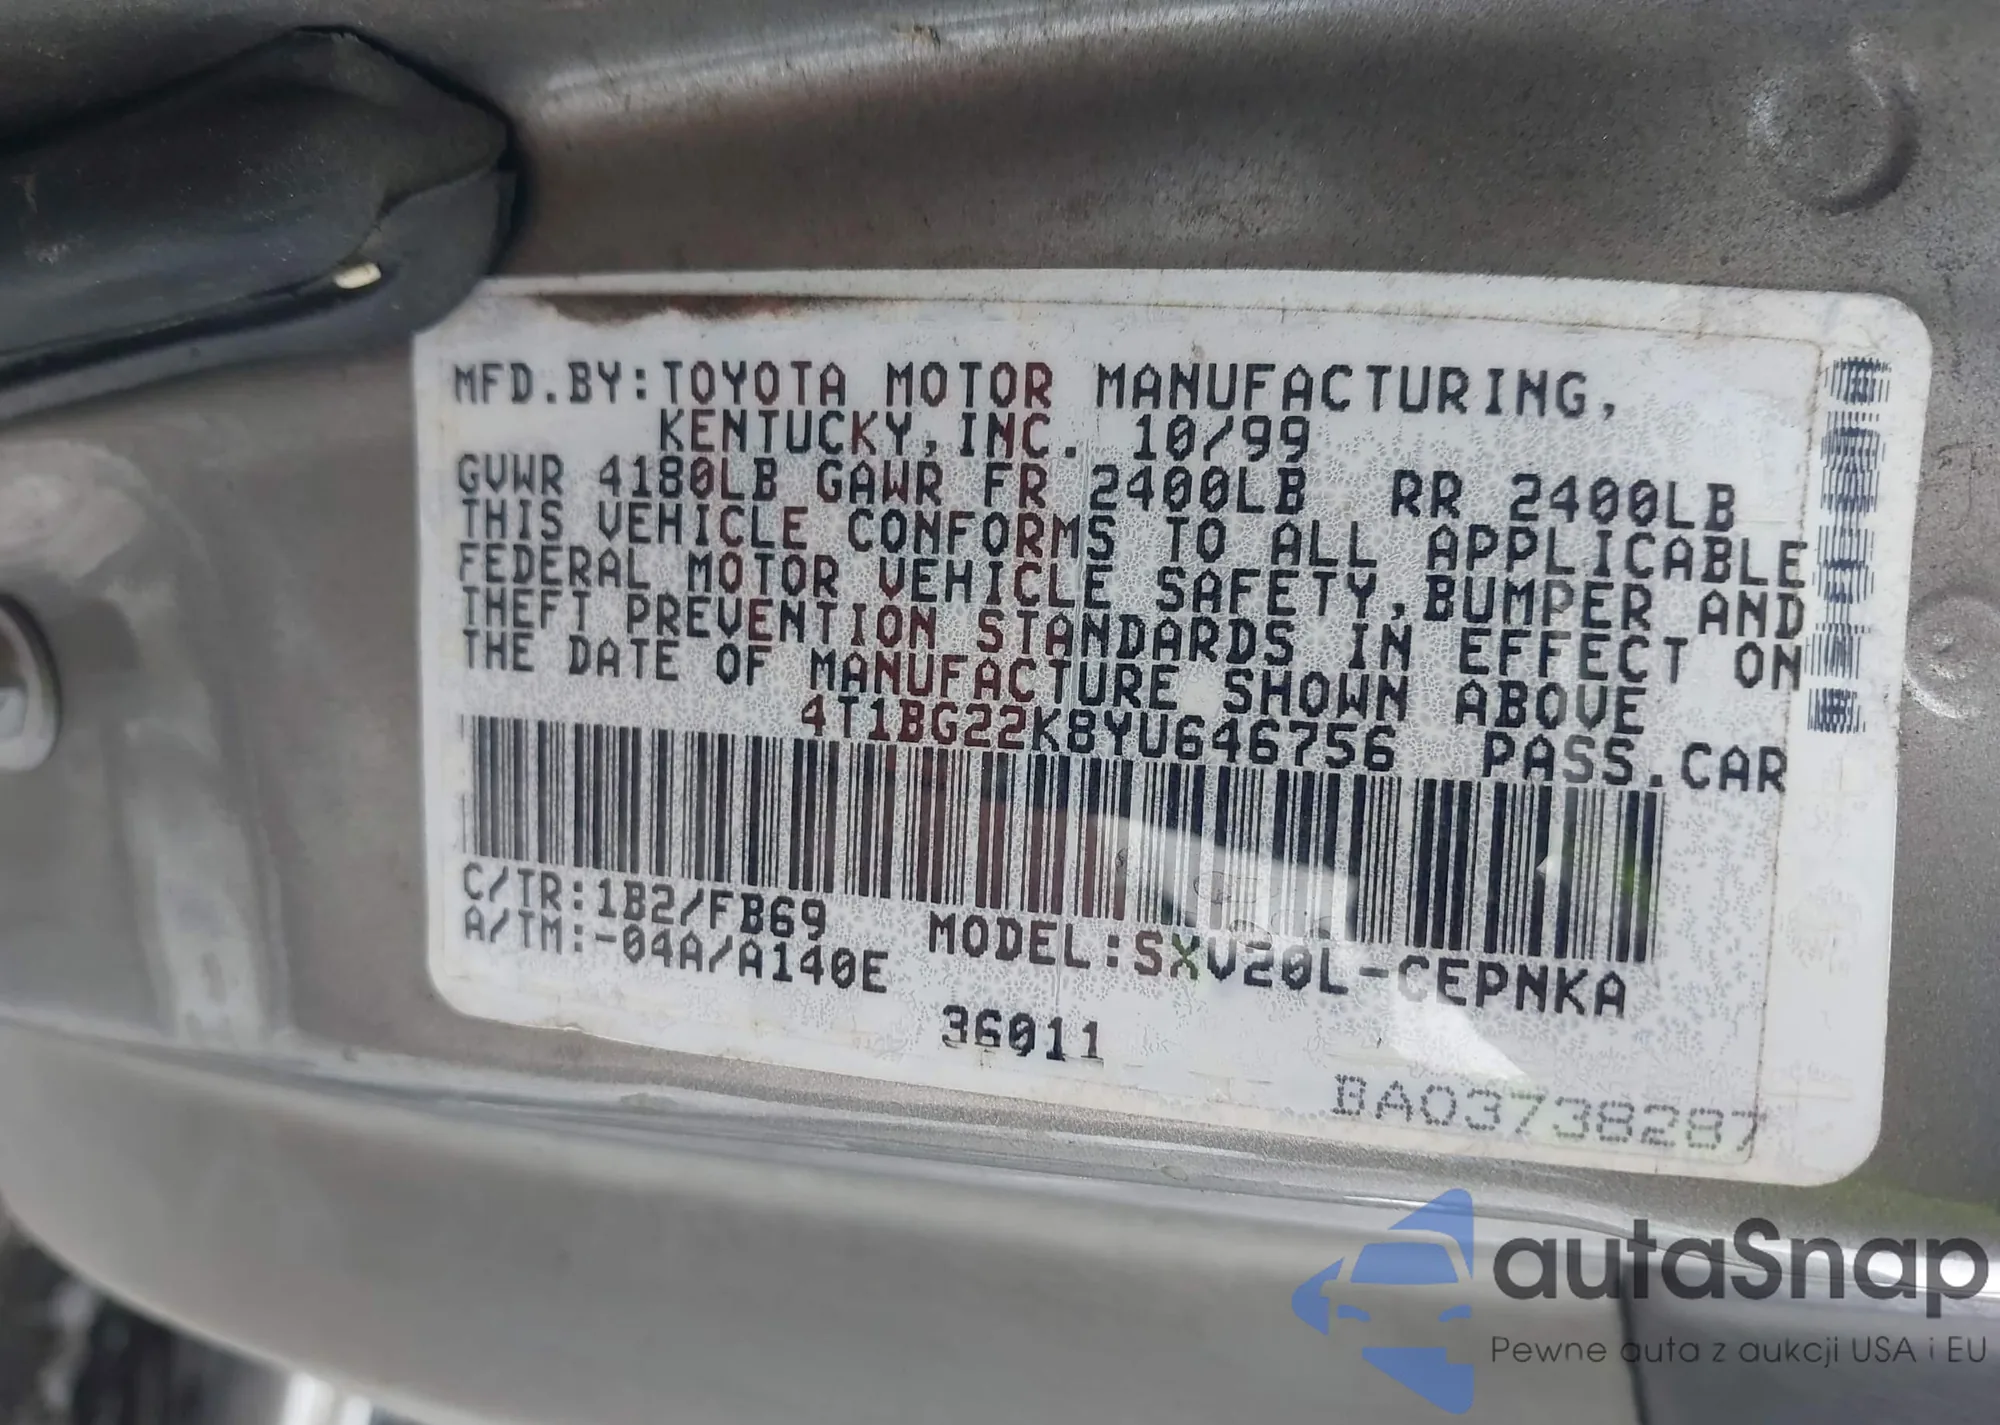 MFD.BY:TOYOTA MOTOR MANUFACTURING,
KENTUCKY,INC. 10/99
GVWR 4180LB GAWR FR 2400LB RR 2400LB
THIS VEHICLE CONFORMS TO ALL APPLICABLE
FEDERAL MOTOR VEHICLE SAFETY,BUMPER AND
THEFT PREVENTION STANDARDS IN EFFECT ON
THE DATE OF MANUFACTURE SHOWN ABOVE
4T1BG22K8YU646756 PASS.CAR
C/TR:1B2/FB69 MODEL:SXV20L-CEPNKA
A/TM:-04A/A140E
36011
BA03738287
autaSnap
Pewne auta z aukcji USA i EU